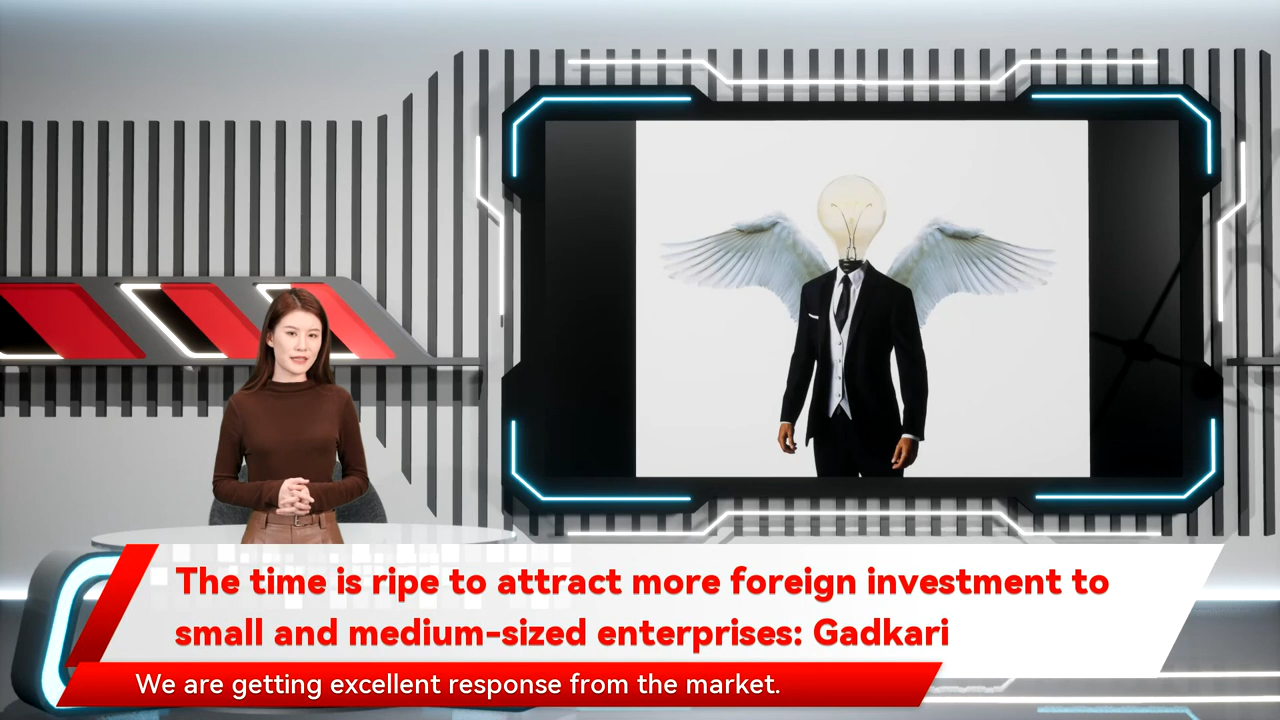 The time is ripe to attract more foreign investment to
small and medium-sized enterprises: Gadkari
We are getting excellent response from the market.